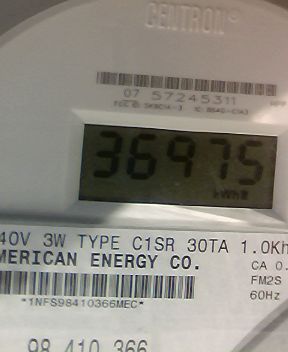 CENTRON®
07 57245311
36975
kWh
40V 3W TYPE C1SR 30TA 1.0Kh
MERICAN ENERGY CO.
CA 0.
FM2S
60Hz
*1NFS98410366MEC*
98 410 366